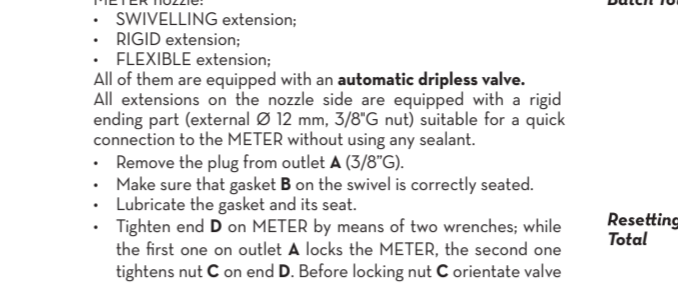 METER nozzle:
• SWIVELLING extension;
• RIGID extension;
• FLEXIBLE extension;
All of them are equipped with an automatic dripless valve.
All extensions on the nozzle side are equipped with a rigid
ending part (external Ø 12 mm, 3/8"G nut) suitable for a quick
connection to the METER without using any sealant.
• Remove the plug from outlet A (3/8"G).
• Make sure that gasket B on the swivel is correctly seated.
• Lubricate the gasket and its seat.
• Tighten end D on METER by means of two wrenches; while
the first one on outlet A locks the METER, the second one
tightens nut C on end D. Before locking nut C orientate valve
Batch
Resetting
Total